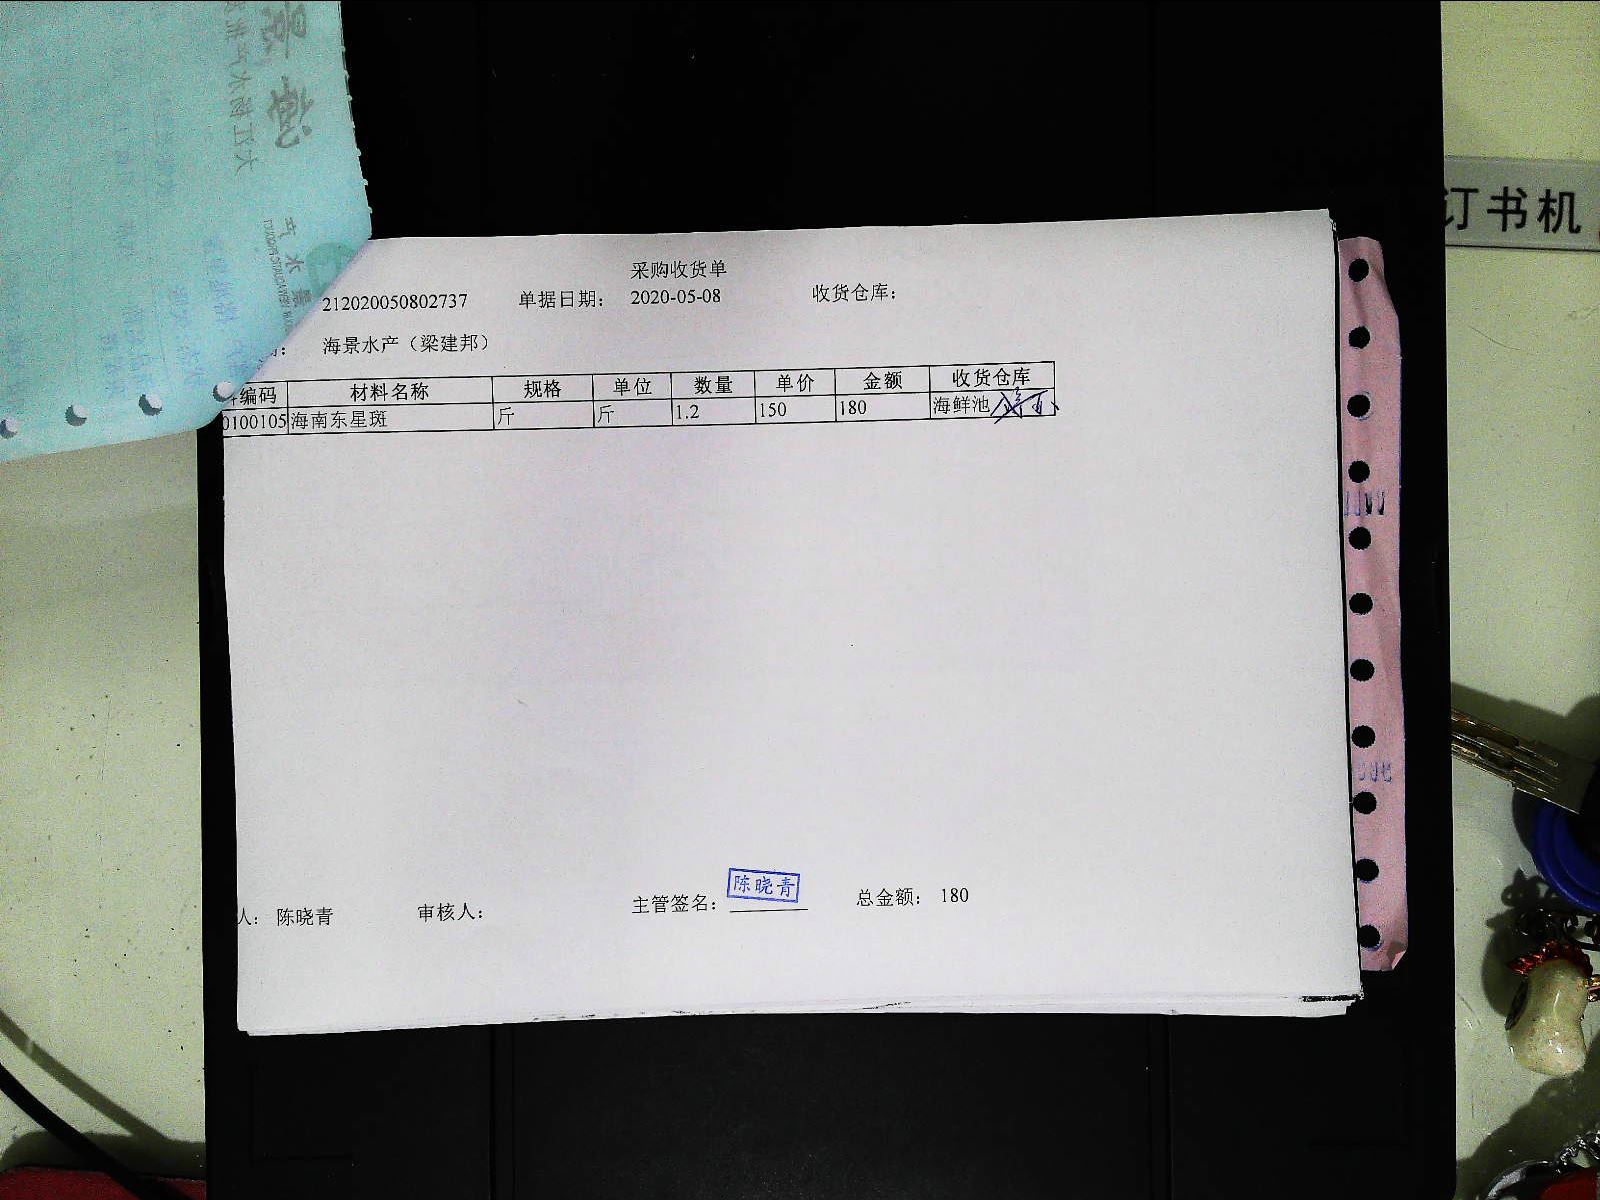 采购收货单
212020050802737 单据日期： 2020-05-08 收货仓库：
海景水产（梁建邦）
编码 材料名称 规格 单位 数量 单价 金额 收货仓库
0100105 海南东星斑 斤 斤 1.2 150 180 海鲜池
人： 陈晓青 审核人： 主管签名： 陈晓青 总金额： 180
订书机